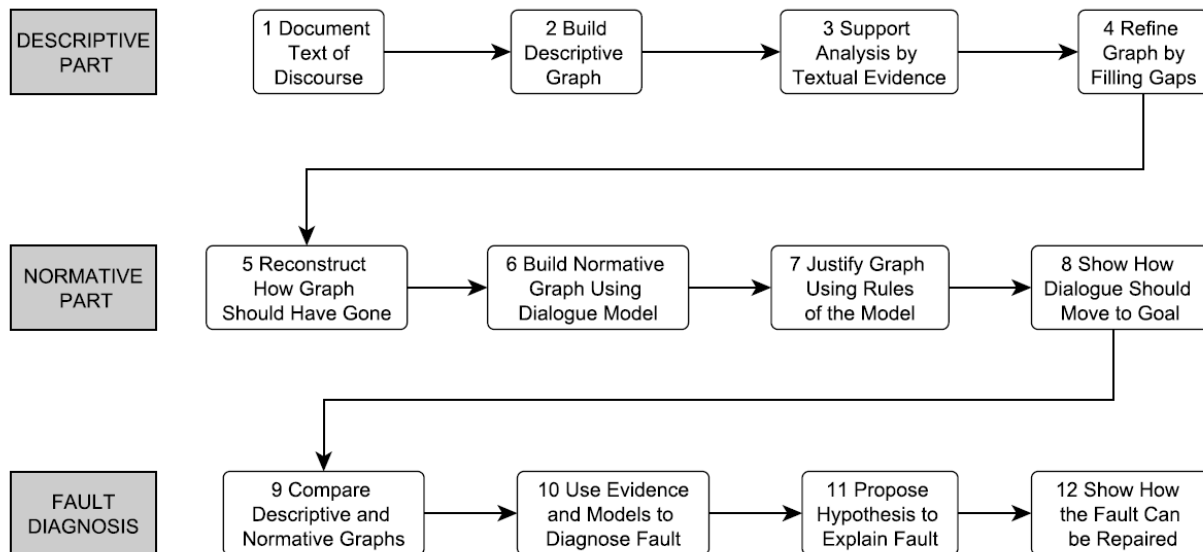 DESCRIPTIVE
PART
1 Document
Text of
Discourse
2 Build
Descriptive
Graph
3 Support
Analysis by
Textual Evidence
4 Refine
Graph by
Filling Gaps
NORMATIVE
PART
5 Reconstruct
How Graph
Should Have Gone
6 Build Normative
Graph Using
Dialogue Model
7 Justify Graph
Using Rules
of the Model
8 Show How
Dialogue Should
Move to Goal
FAULT
DIAGNOSIS
9 Compare
Descriptive and
Normative Graphs
10 Use Evidence
and Models to
Diagnose Fault
11 Propose
Hypothesis to
Explain Fault
12 Show How
the Fault Can
be Repaired